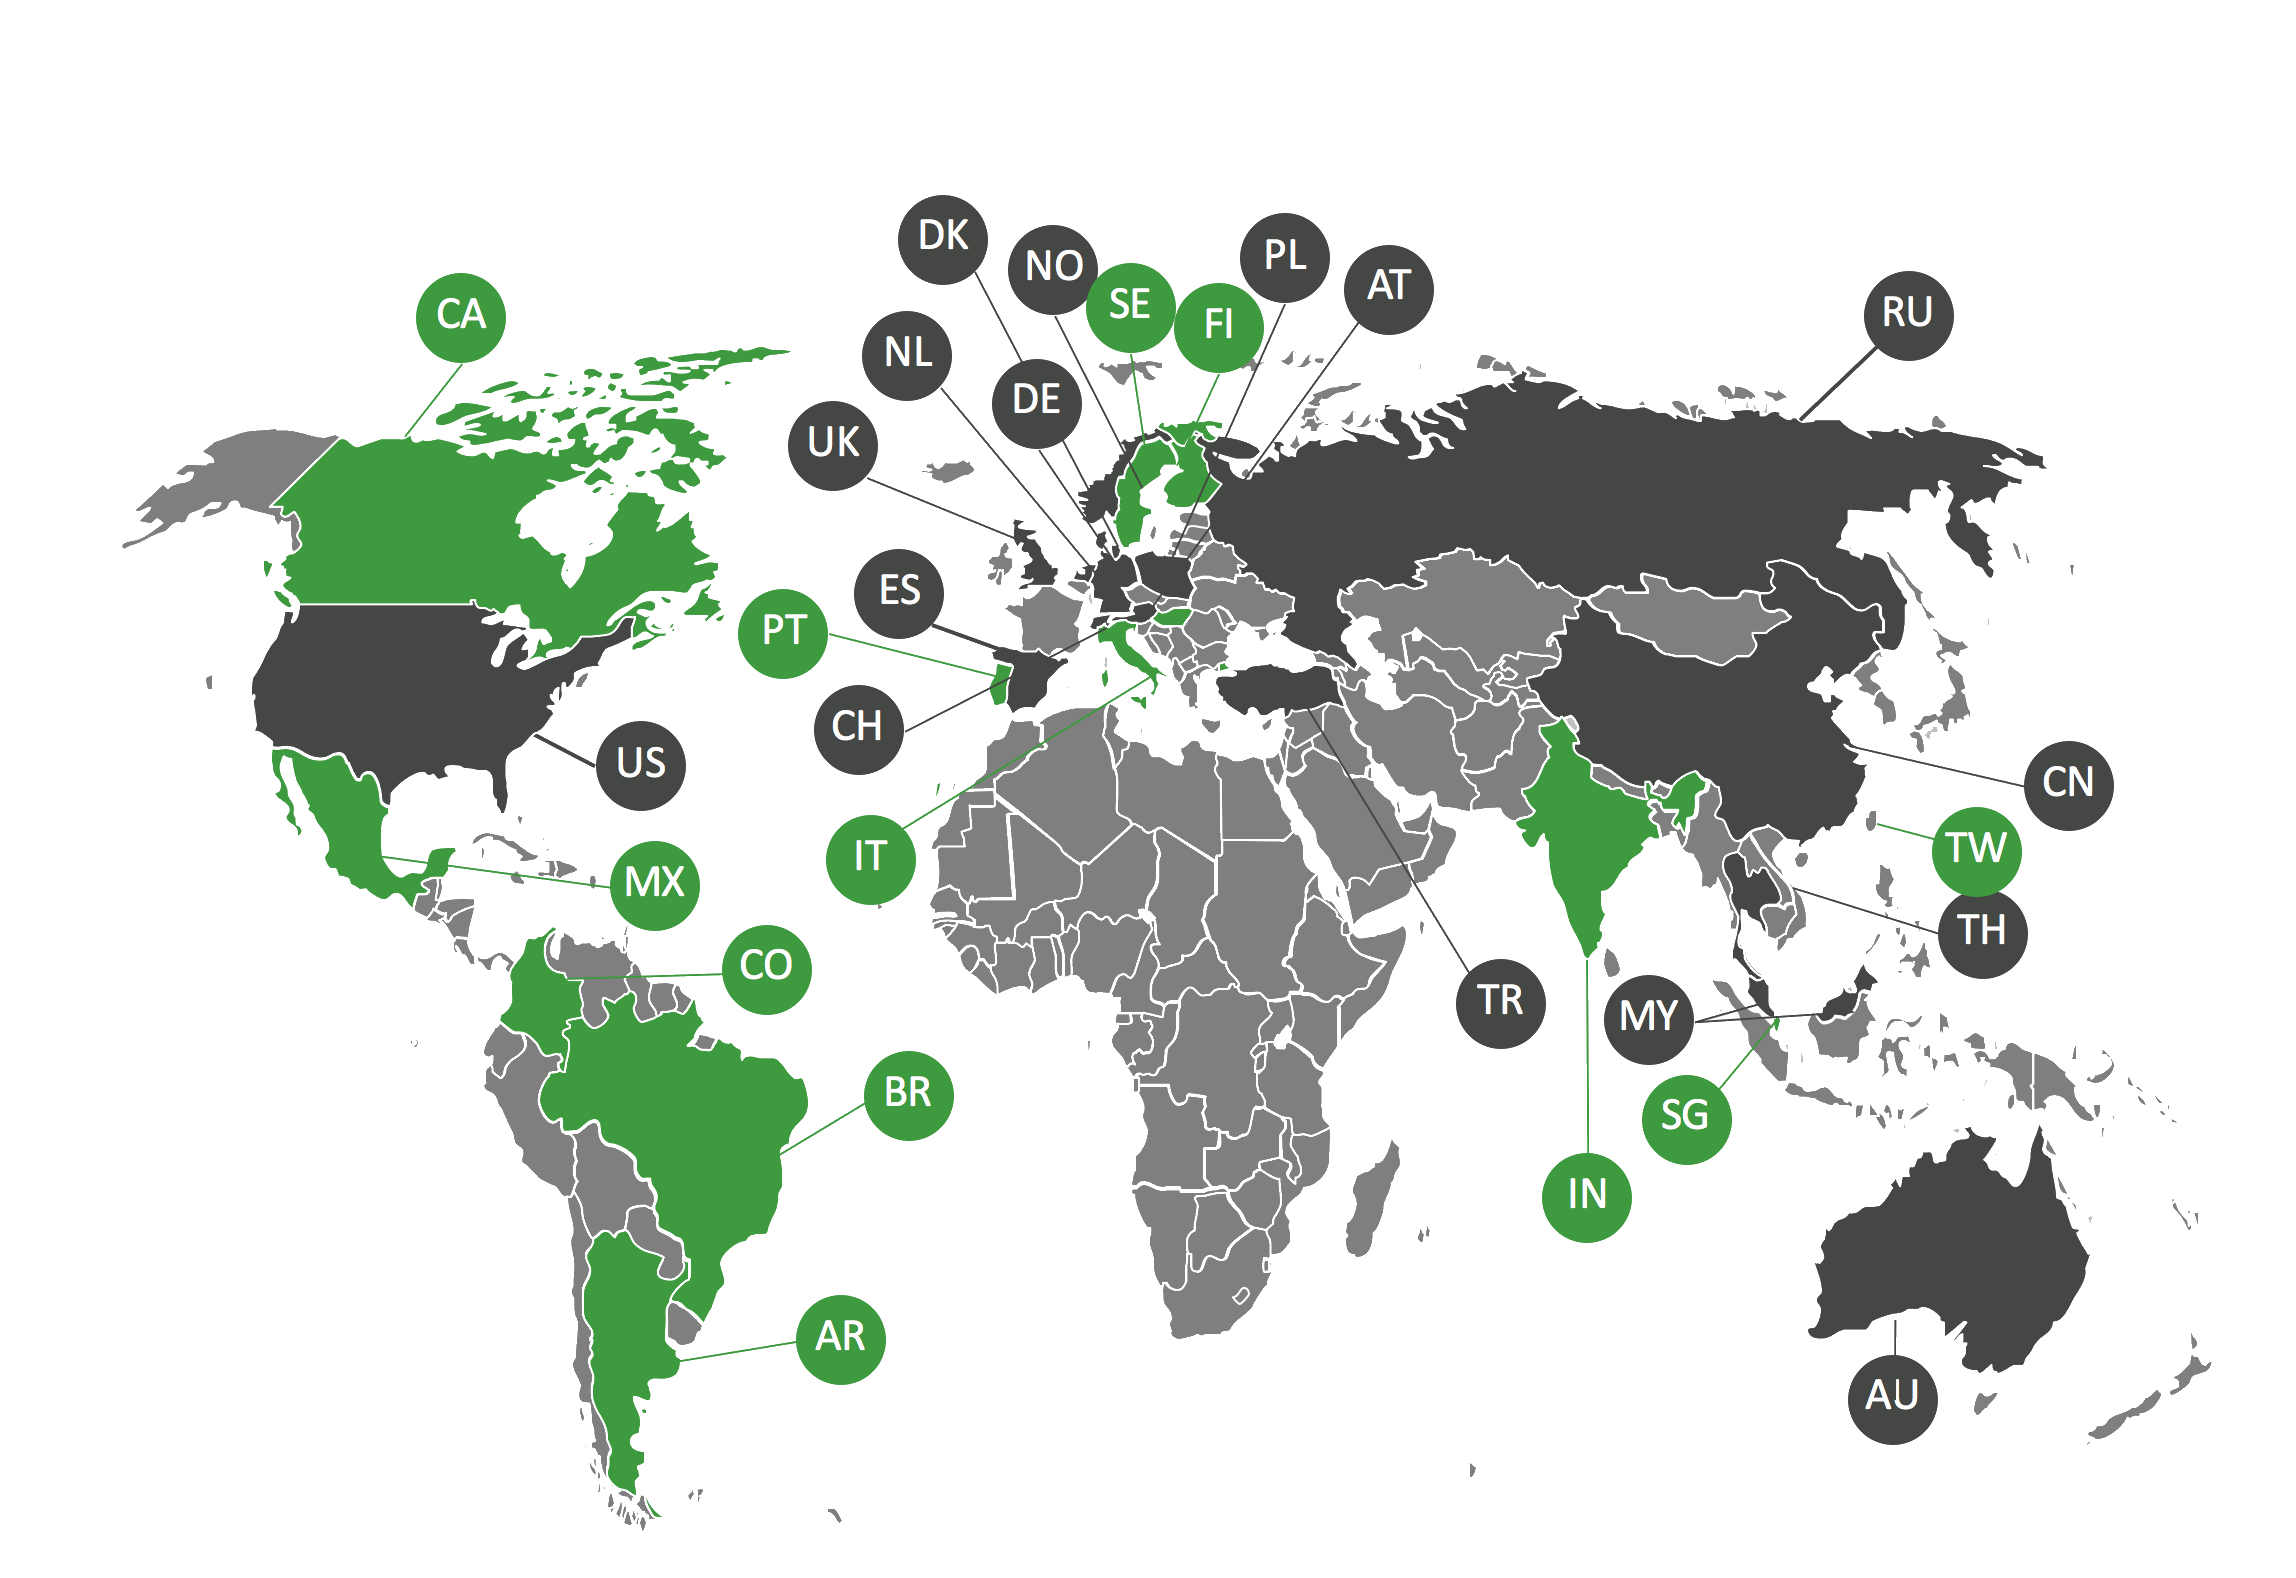 DK
NO
PL
AT
SE
FI
RU
CA
NL
DE
UK
ES
PT
CH
US
CN
TW
IT
MX
TH
CO
TR
MY
BR
SG
IN
AR
AU